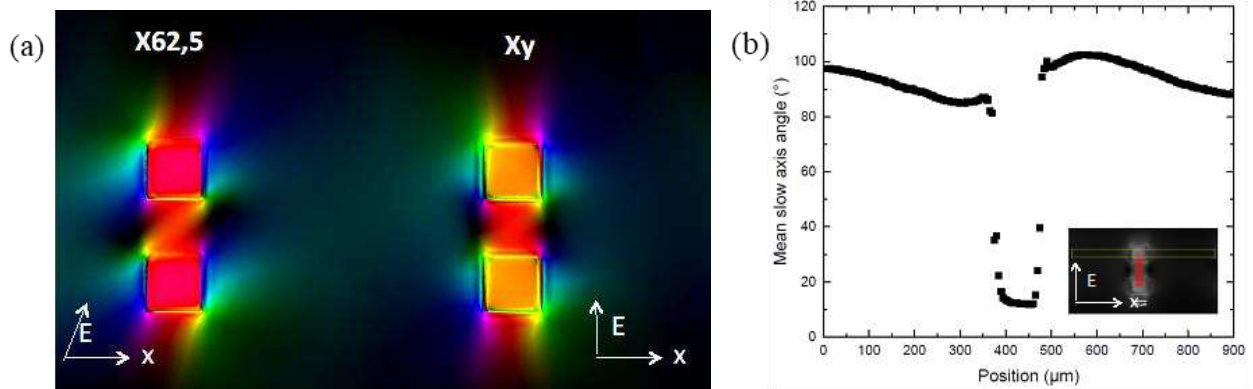 (a)
X62,5
Xy
E
x
E
x
(b)
Mean slow axis angle (°)
120
100
80
60
40
20
0
E
X=
0
100
200
300
400
500
600
700
800
900
Position (µm)